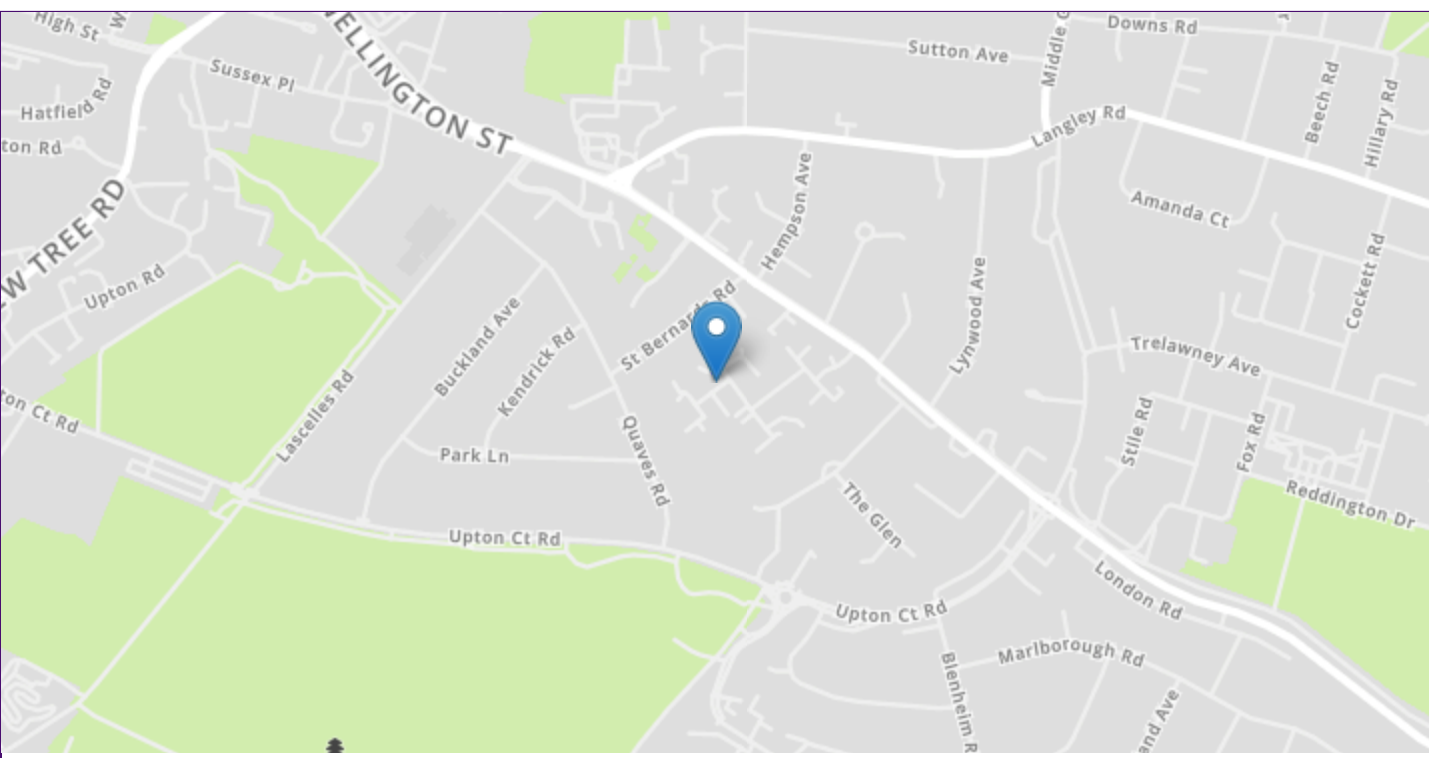 High St
W
WELLINGTON ST
Sussex Pl
Hatfield Rd
ton Rd
EW TREE RD
Upton Rd
ton Ct Rd
Lascelles Rd
Buckland Ave
Kendrick Rd
Park Ln
Quaves Rd
Upton Ct Rd
St Bernards Rd
Hempson Ave
Sutton Ave
Middle G
Downs Rd
Langley Rd
Beech Rd
Hillary Rd
Amanda Ct
Cockett Rd
Lynwood Ave
Trelawney Ave
Stile Rd
Fox Rd
Reddington Dr
The Glen
London Rd
Upton Ct Rd
Marlborough Rd
Blenheim R
and Ave